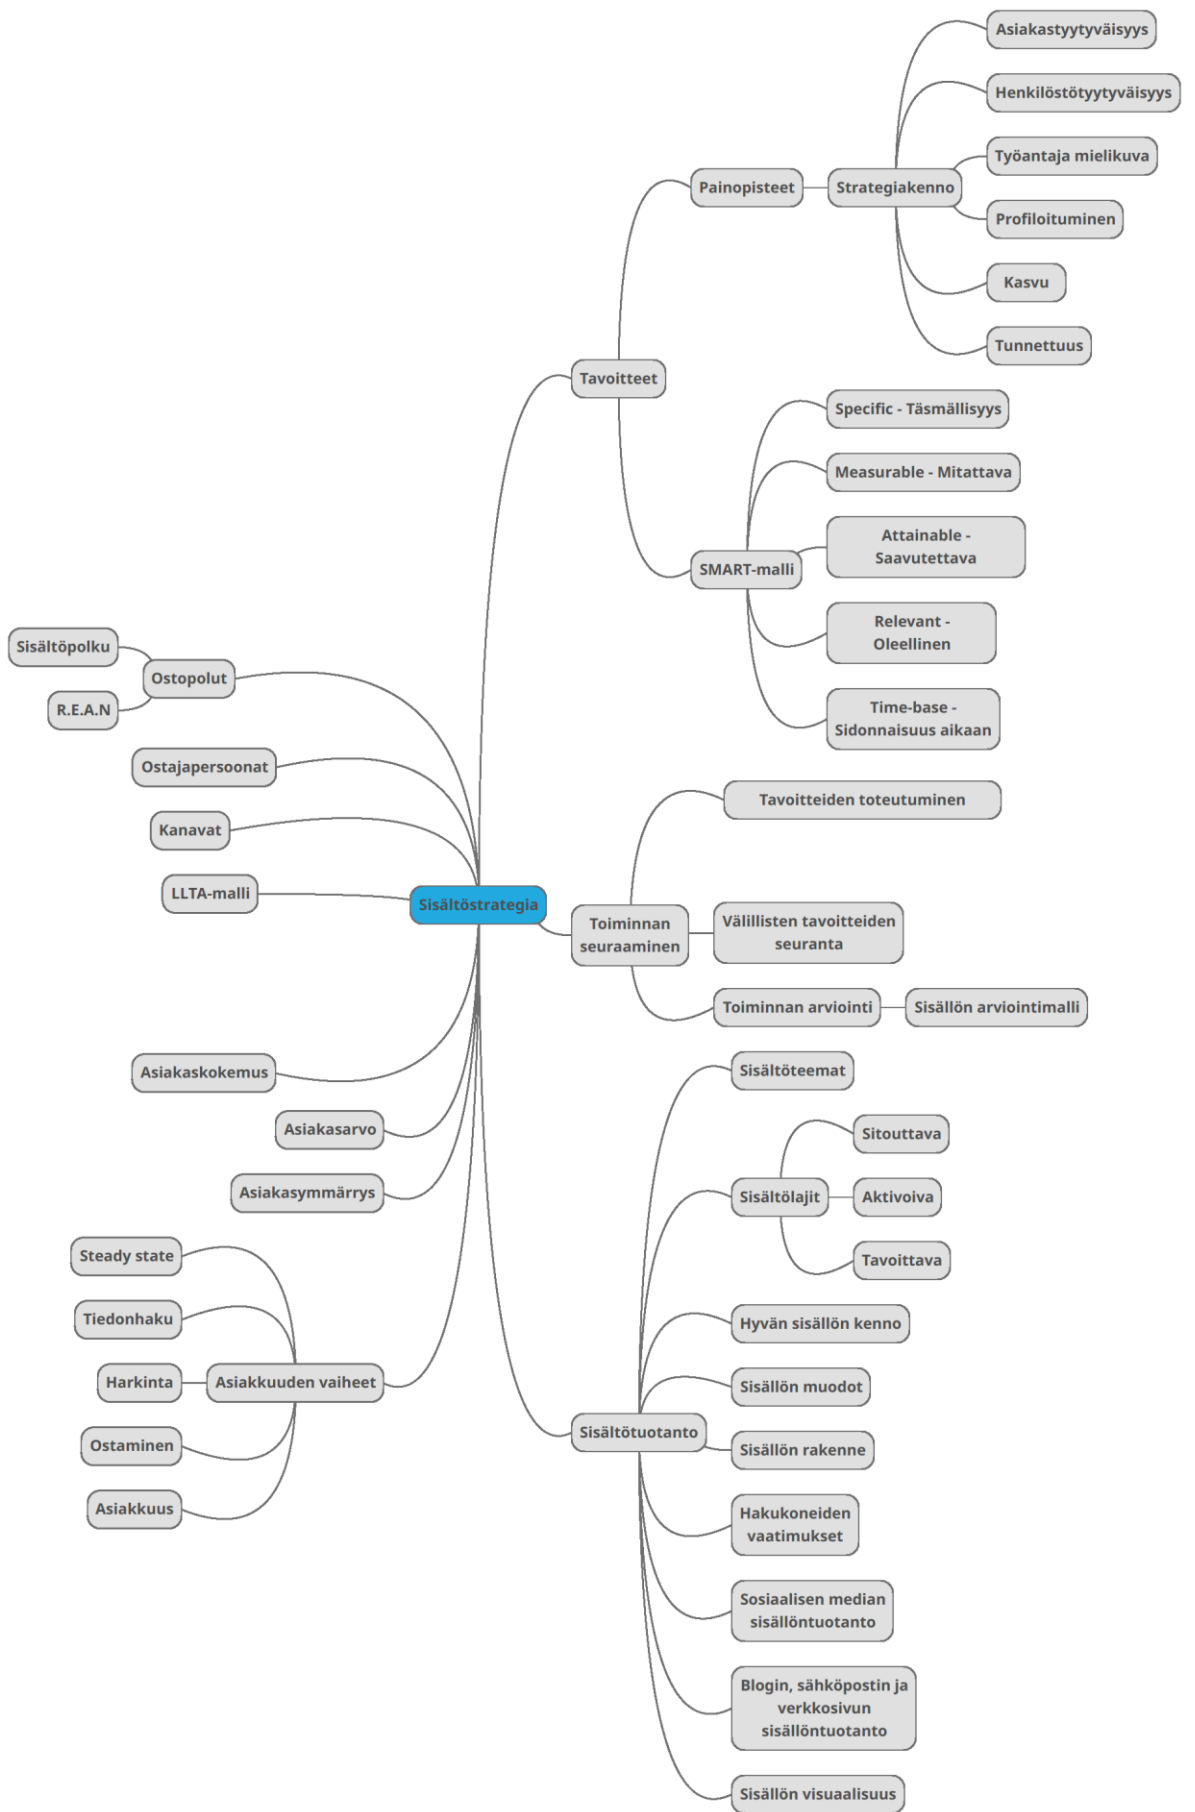 Asiakastyytyväisyys
Henkilöstötyytyväisyys
Työantaja mielikuva
Painopisteet
Strategiakenno
Profiloituminen
Kasvu
Tunnettuus
Tavoitteet
Specific - Täsmällisyys
Measurable - Mitattava
Attainable -
Saavutettava
SMART-malli
Relevant -
Oleellinen
Time-base -
Sidonnaisuus aikaan
Sisältöpolku
Ostopolut
R.E.A.N
Ostajapersoonat
Kanavat
LLTA-malli
Sisältöstrategia
Tavoitteiden toteutuminen
Toiminnan
seuraaminen
Välillisten tavoitteiden
seuranta
Toiminnan arviointi
Sisällön arviointimalli
Asiakaskokemus
Asiakasarvo
Asiakasymmärrys
Steady state
Tiedonhaku
Harkinta
Asiakkuuden vaiheet
Ostaminen
Asiakkuus
Sisältöteemat
Sitouttava
Sisältölajit
Aktivoiva
Tavoittava
Hyvän sisällön kenno
Sisällön muodot
Sisältötuotanto
Sisällön rakenne
Hakukoneiden
vaatimukset
Sosiaalisen median
sisällöntuotanto
Blogin, sähköpostin ja
verkkosivun
sisällöntuotanto
Sisällön visuaalisuus